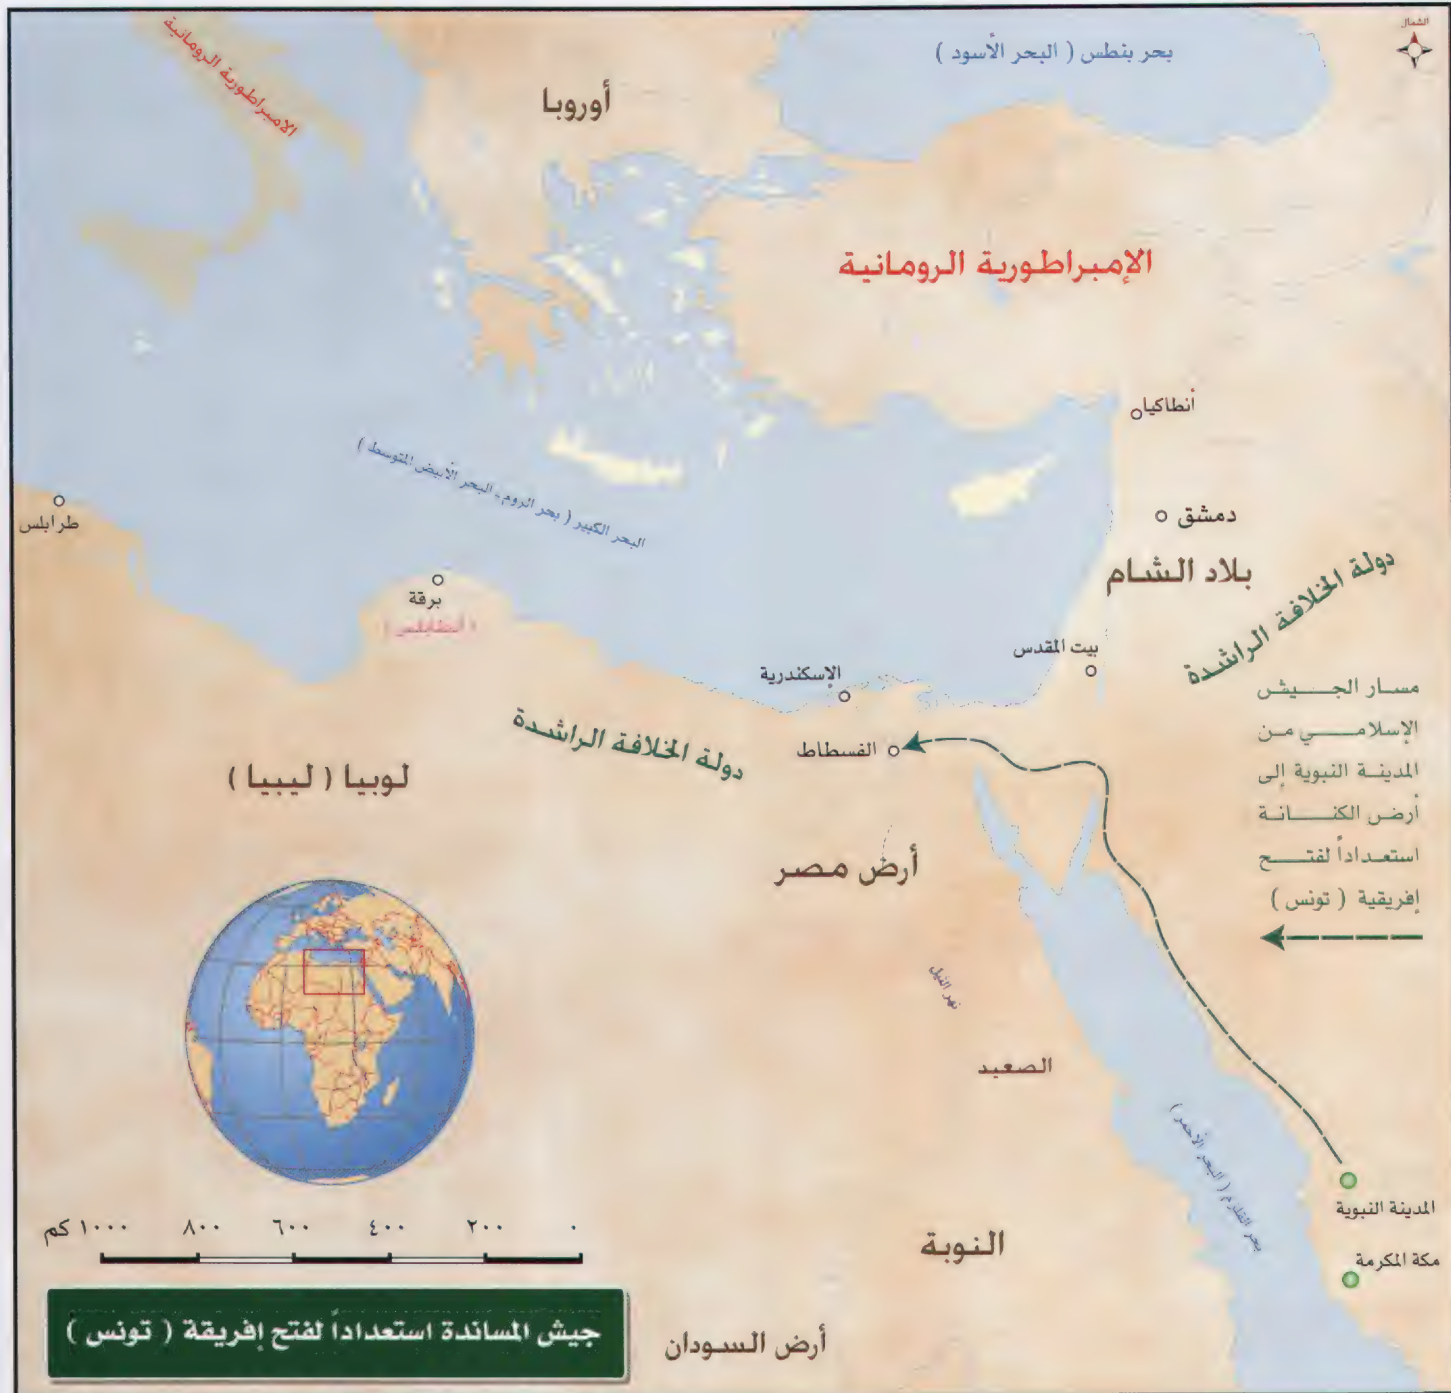 الشمال
الامبراطورية الرومانية
بحر بنطس ( البحر الأسود )
أوروبا
الإمبراطورية الرومانية
أنطاكيا
البحر الكبير ( بحر الروم ـ البحر الأبيض المتوسط )
دمشق
طرابلس
بلاد الشام
دولة الخلافة الراشدة
برقة
( أنطابلس )
بيت المقدس
الإسكندرية
مسار الجيش
الإسلامي من
المدينة النبوية إلى
أرض الكنانة
استعداداً لفتح
إفريقية ( تونس )
دولة الخلافة الراشدة
الفسطاط
لوبيا ( ليبيا )
أرض مصر
نهر النيل
الصعيد
بحر القلزم ( البحر الأحمر )
المدينة النبوية
النوبة
مكة المكرمة
٠ ٢٠٠ ٤٠٠ ٦٠٠ ٨٠٠ ١٠٠٠ كم
جيش المساندة استعداداً لفتح إفريقة ( تونس )
أرض السودان